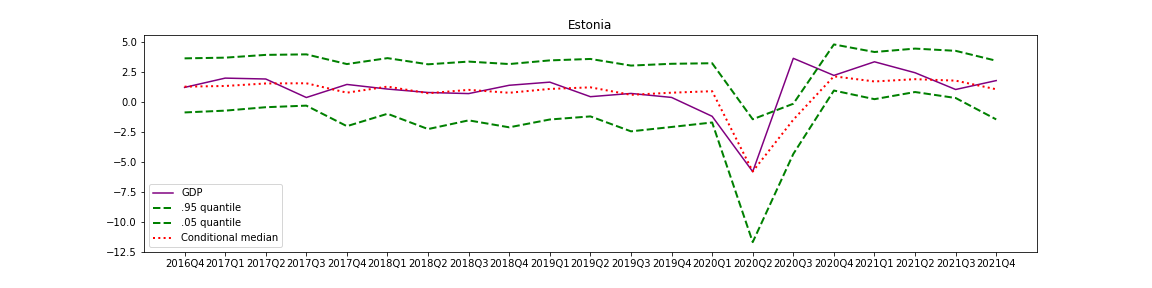 Estonia
5.0
2.5
0.0
−2.5
−5.0
−7.5
−10.0
−12.5
GDP
.95 quantile
.05 quantile
Conditional median
2016Q4 2017Q1 2017Q2 2017Q3 2017Q4 2018Q1 2018Q2 2018Q3 2018Q4 2019Q1 2019Q2 2019Q3 2019Q4 2020Q1 2020Q2 2020Q3 2020Q4 2021Q1 2021Q2 2021Q3 2021Q4